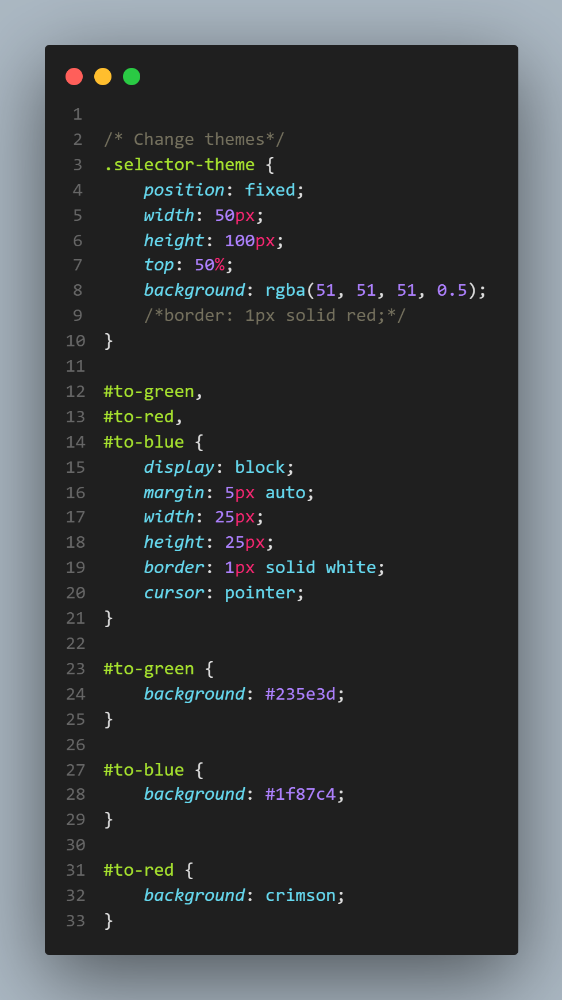 1
2 /* Change themes*/
3 .selector-theme {
4     position: fixed;
5     width: 50px;
6     height: 100px;
7     top: 50%;
8     background: rgba(51, 51, 51, 0.5);
9     /*border: 1px solid red;*/
10 }
11
12 #to-green,
13 #to-red,
14 #to-blue {
15     display: block;
16     margin: 5px auto;
17     width: 25px;
18     height: 25px;
19     border: 1px solid white;
20     cursor: pointer;
21 }
22
23 #to-green {
24     background: #235e3d;
25 }
26
27 #to-blue {
28     background: #1f87c4;
29 }
30
31 #to-red {
32     background: crimson;
33 }